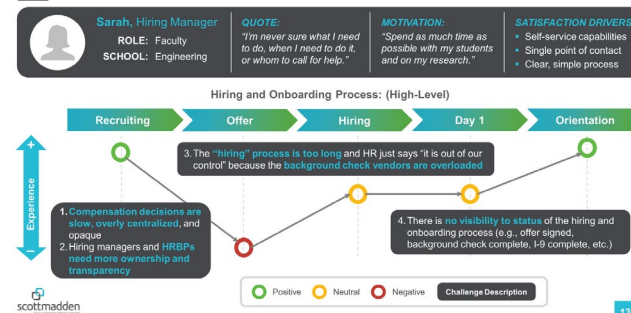 Sarah, Hiring Manager
ROLE: Faculty
SCHOOL: Engineering
QUOTE:
"I'm never sure what I need
to do, when I need to do it,
or whom to call for help."
MOTIVATION:
"Spend as much time as
possible with my students
and on my research."
SATISFACTION DRIVERS
▪ Self-service capabilities
▪ Single point of contact
▪ Clear, simple process
Hiring and Onboarding Process: (High-Level)
Recruiting
Offer
Hiring
Day 1
Orientation
+
Experience
–
3. The "hiring" process is too long and HR just says "it is out of our
control" because the background check vendors are overloaded
1. Compensation decisions are
slow, overly centralized, and
opaque
2. Hiring managers and HRBPs
need more ownership and
transparency
4. There is no visibility to status of the hiring and
onboarding process (e.g., offer signed,
background check complete, I-9 complete, etc.)
Positive
Neutral
Negative
Challenge Description
scottmadden
13